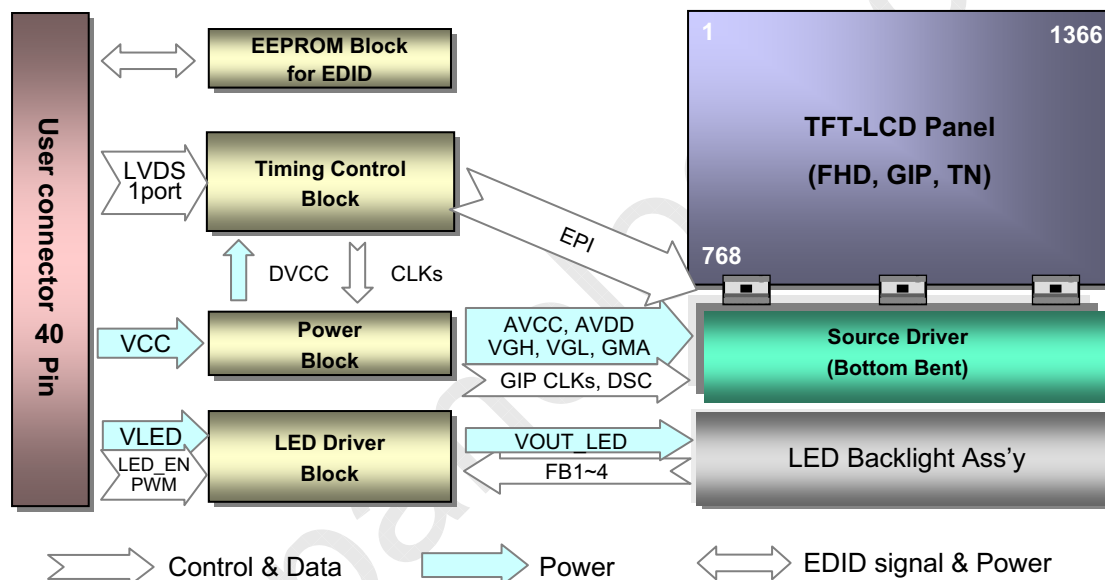 User connector 40 Pin
EEPROM Block
for EDID
LVDS
1port
Timing Control
Block
EPI
DVCC
CLKs
VCC
Power
Block
AVCC, AVDD
VGH, VGL, GMA
GIP CLKs, DSC
VLED
LED_EN
PWM
LED Driver
Block
VOUT_LED
FB1~4
1
1366
TFT-LCD Panel
(FHD, GIP, TN)
768
Source Driver
(Bottom Bent)
LED Backlight Ass’y
Control & Data
Power
EDID signal & Power